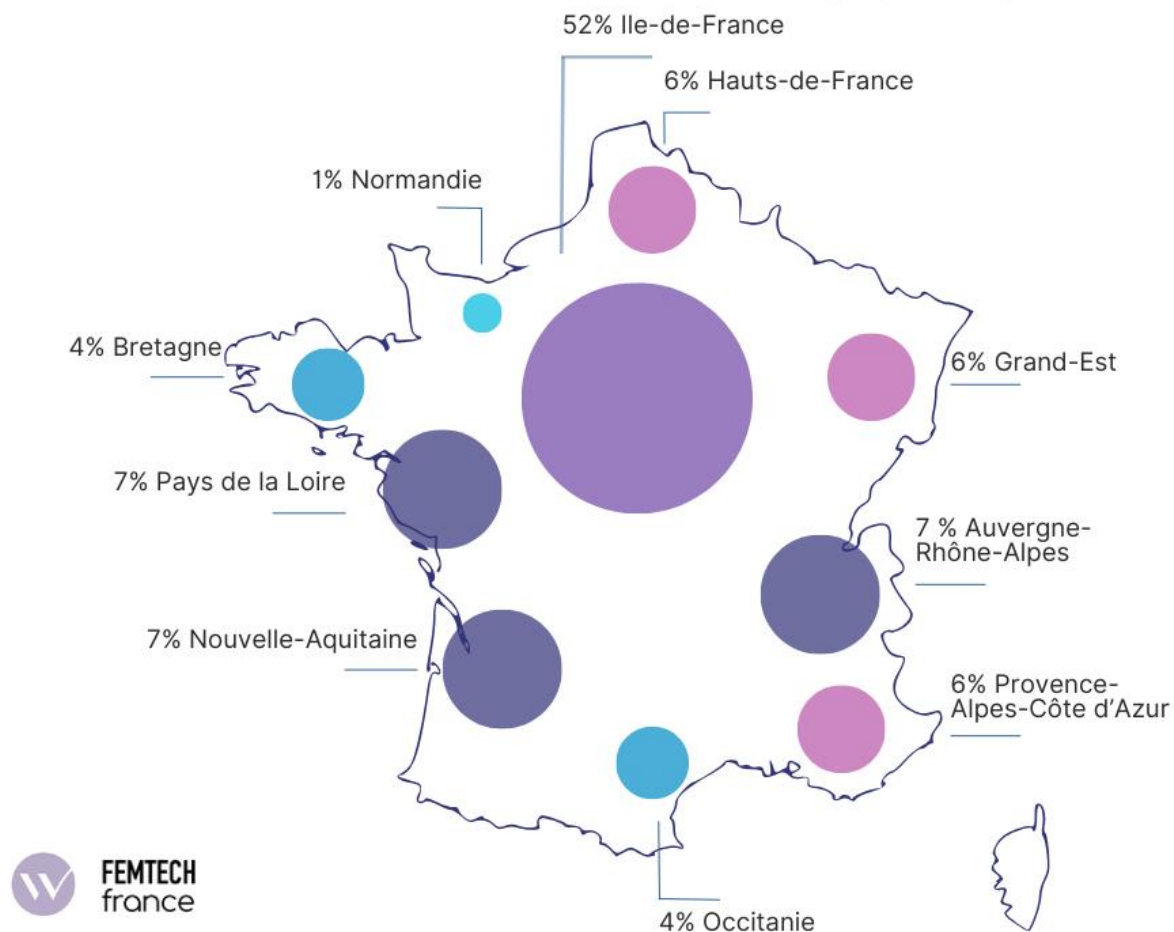 52% Ile-de-France
6% Hauts-de-France
1% Normandie
4% Bretagne
6% Grand-Est
7% Pays de la Loire
7 % Auvergne-
Rhône-Alpes
7% Nouvelle-Aquitaine
6% Provence-
Alpes-Côte d'Azur
4% Occitanie
FEMTECH
france